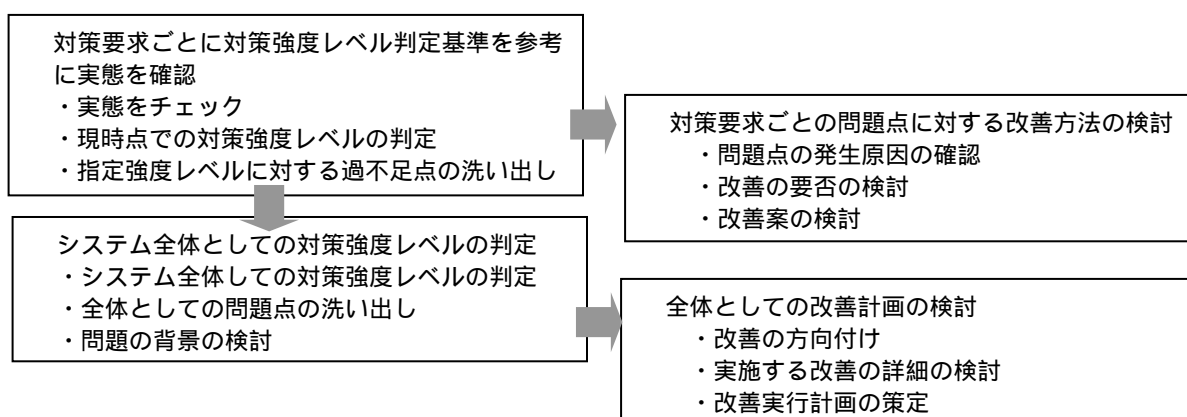 対策要求ごとに対策強度レベル判定基準を参考
に実態を確認
・実態をチェック
・現時点での対策強度レベルの判定
・指定強度レベルに対する過不足点の洗い出し
対策要求ごとの問題点に対する改善方法の検討
・問題点の発生原因の確認
・改善の要否の検討
・改善案の検討
システム全体としての対策強度レベルの判定
・システム全体しての対策強度レベルの判定
・全体としての問題点の洗い出し
・問題の背景の検討
全体としての改善計画の検討
・改善の方向付け
・実施する改善の詳細の検討
・改善実行計画の策定